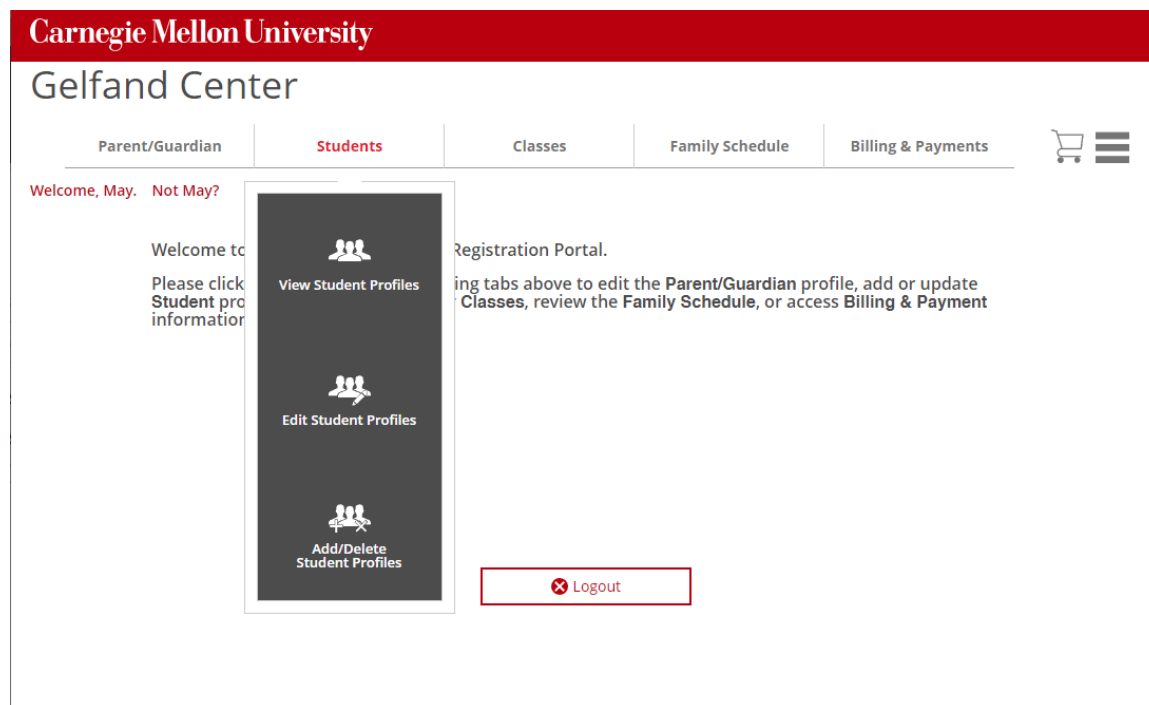 Carnegie Mellon University
Gelfand Center
Parent/Guardian Students Classes Family Schedule Billing & Payments
Welcome, May. Not May?
Welcome to Registration Portal.
Please click ing tabs above to edit the Parent/Guardian profile, add or update
Student pro Classes, review the Family Schedule, or access Billing & Payment
information
View Student Profiles
Edit Student Profiles
Add/Delete
Student Profiles
Logout